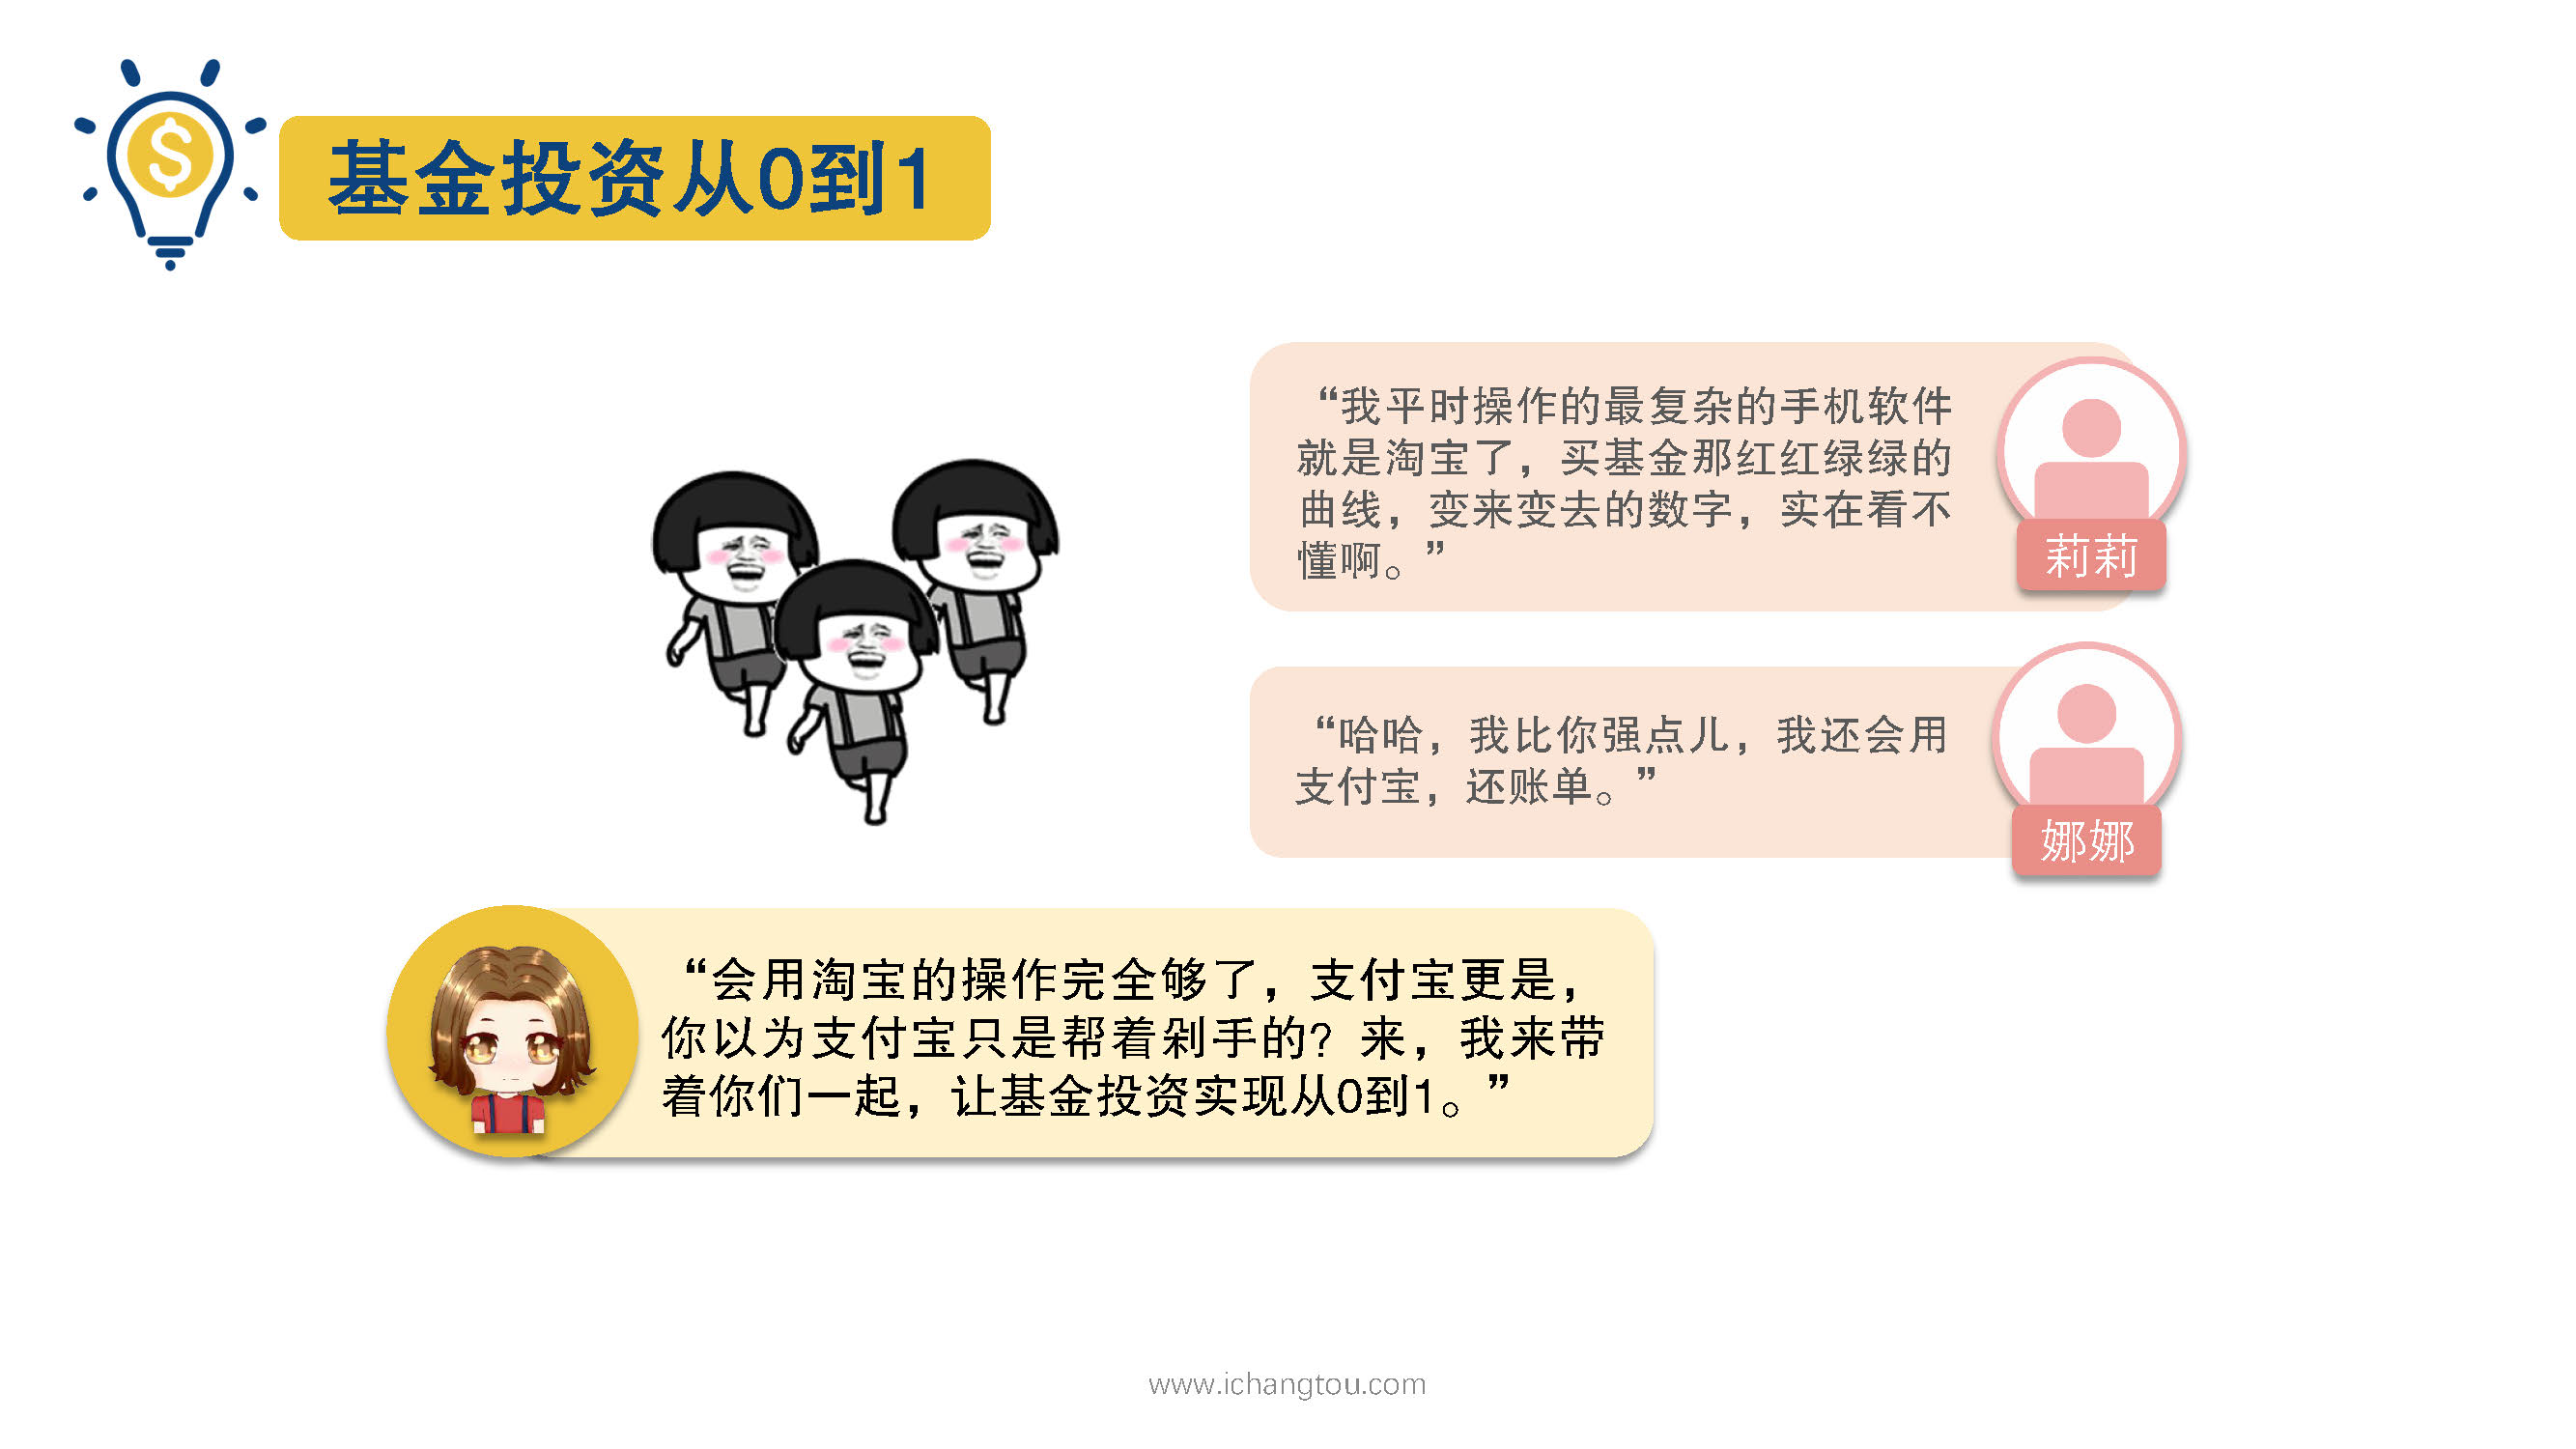 基金投资从0到1
“我平时操作的最复杂的手机软件
就是淘宝了，买基金那红红绿绿的
曲线，变来变去的数字，实在看不
懂啊。”
莉莉
“哈哈，我比你强点儿，我还会用
支付宝，还账单。”
娜娜
“会用淘宝的操作完全够了，支付宝更是，
你以为支付宝只是帮着剁手的？来，我来带
着你们一起，让基金投资实现从0到1。”
www.ichangtou.com